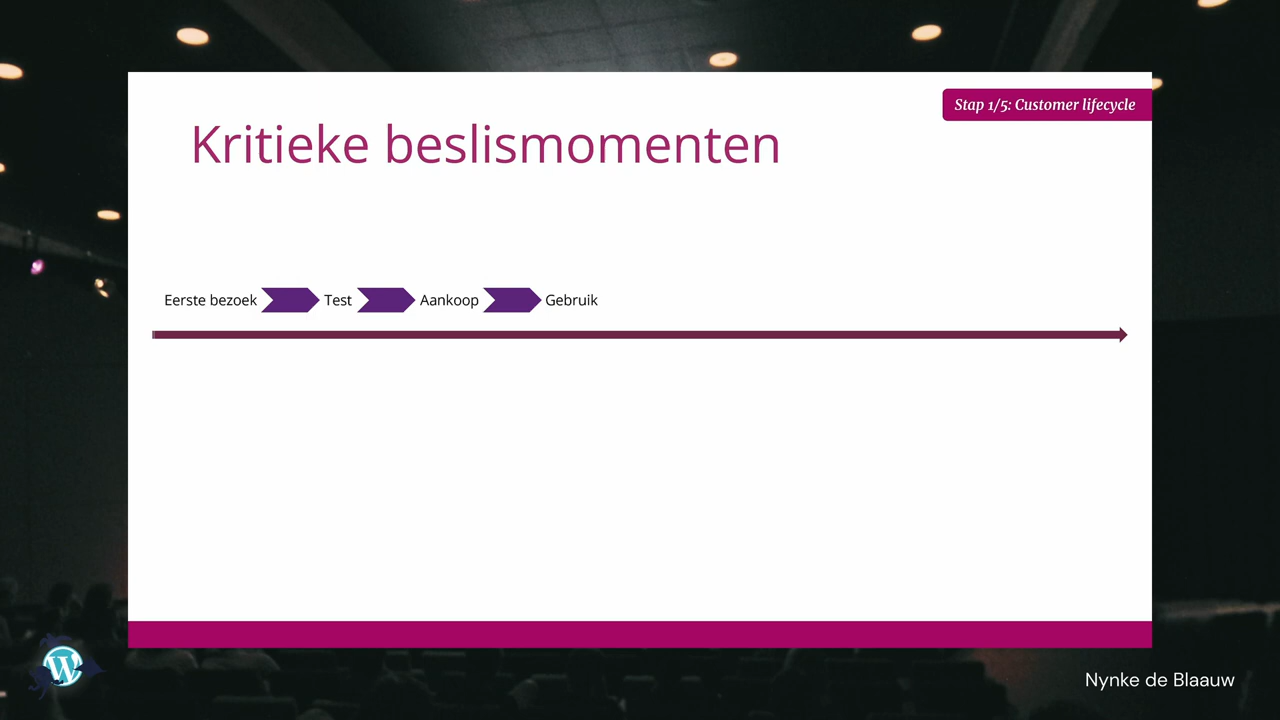 Stap 1/5: Customer lifecycle
Kritieke beslismomenten
Eerste bezoek Test Aankoop Gebruik
Nynke de Blaauw